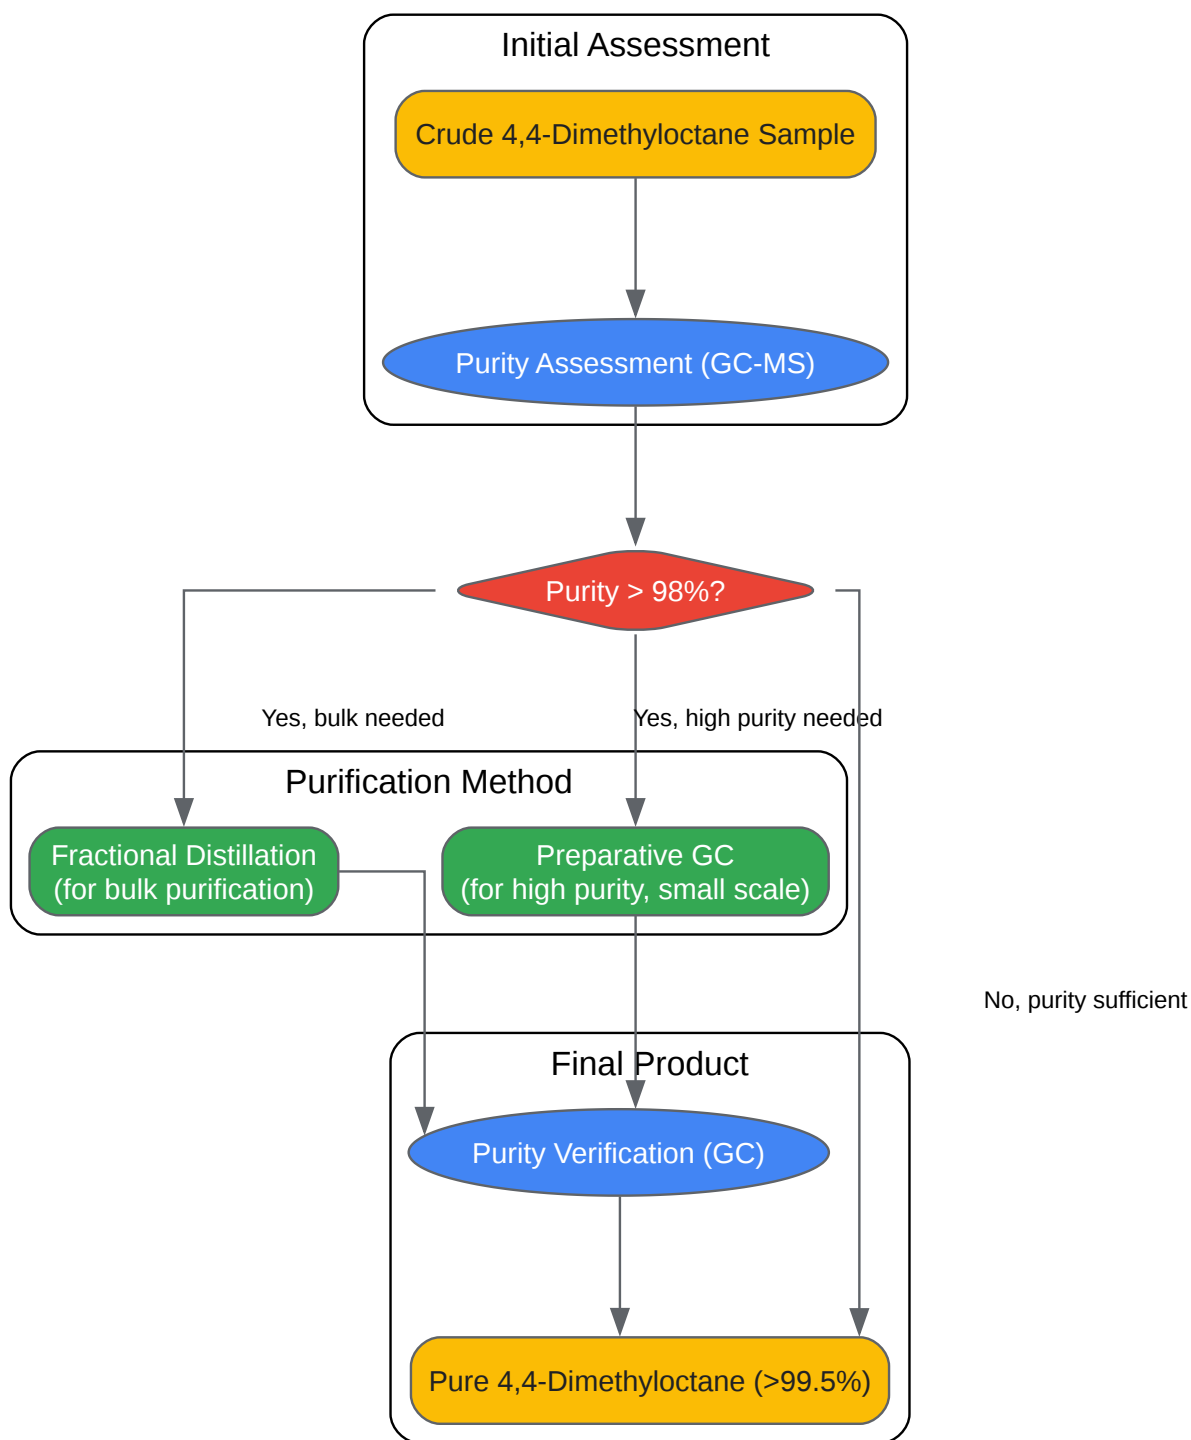 Initial Assessment
Crude 4,4-Dimethyloctane Sample
Purity Assessment (GC-MS)
Purity > 98%?
Yes, bulk needed
Yes, high purity needed
Purification Method
Fractional Distillation
(for bulk purification)
Preparative GC
(for high purity, small scale)
No, purity sufficient
Final Product
Purity Verification (GC)
Pure 4,4-Dimethyloctane (>99.5%)